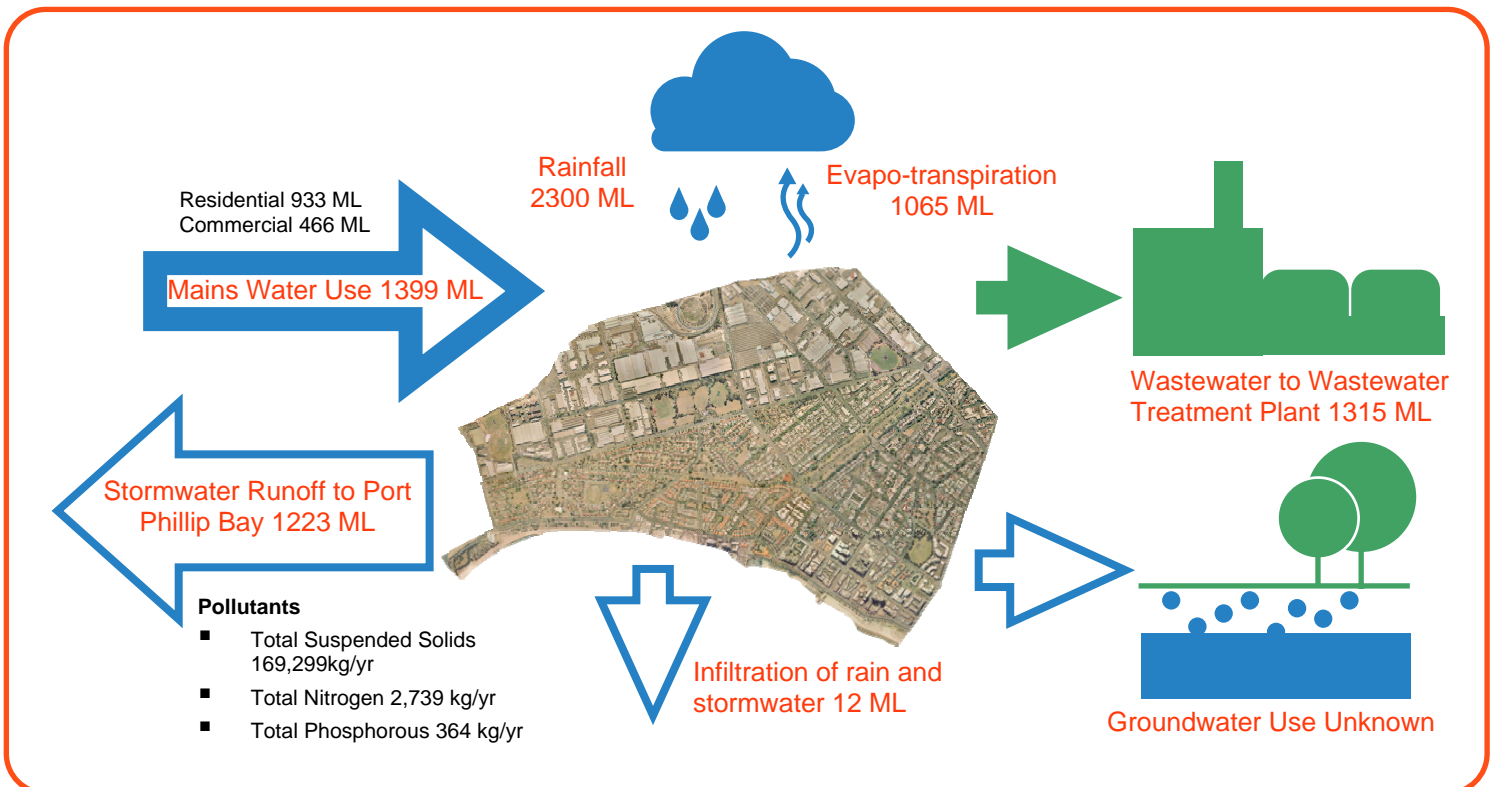 Rainfall
2300 ML
Evapo-transpiration
1065 ML
Residential 933 ML
Commercial 466 ML
Mains Water Use 1399 ML
Wastewater to Wastewater
Treatment Plant 1315 ML
Stormwater Runoff to Port
Phillip Bay 1223 ML
Pollutants
■ Total Suspended Solids
169,299kg/yr
■ Total Nitrogen 2,739 kg/yr
■ Total Phosphorous 364 kg/yr
Infiltration of rain and
stormwater 12 ML
Groundwater Use Unknown